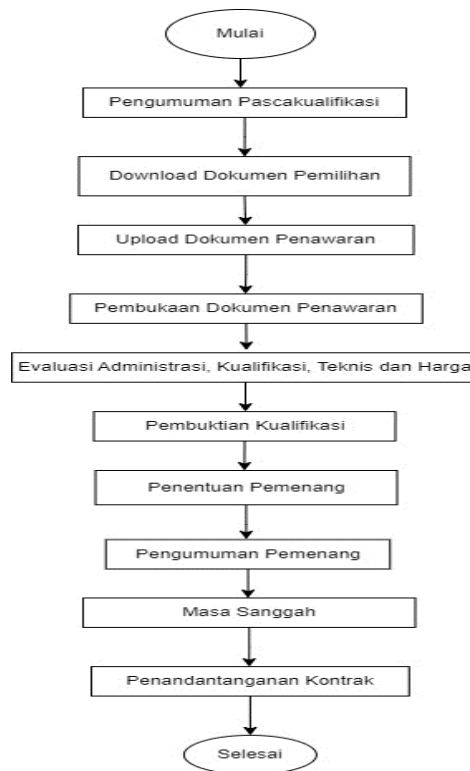 Mulai
Pengumuman Pascakualifikasi
Download Dokumen Pemilihan
Upload Dokumen Penawaran
Pembukaan Dokumen Penawaran
Evaluasi Administrasi, Kualifikasi, Teknis dan Harga
Pembuktian Kualifikasi
Penentuan Pemenang
Pengumuman Pemenang
Masa Sanggah
Penandantanganan Kontrak
Selesai